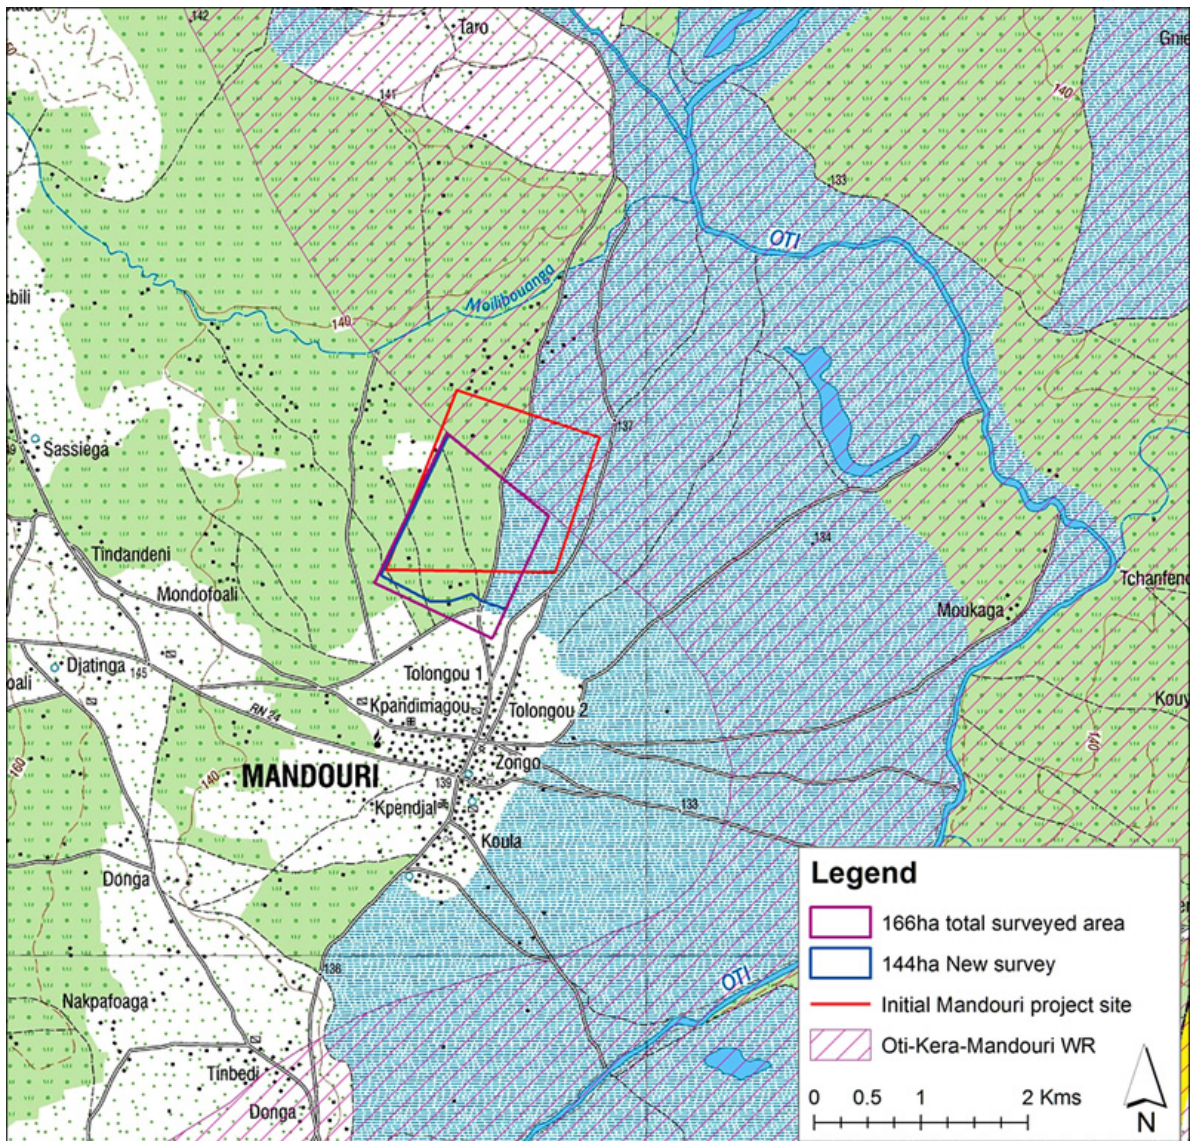 142
Taro
Gnie
141
140
133
OTI
ebili
Moilibouanga
140
137
Sassiega
134
Tindandeni
Mondofoali
Tchanfeno
Moukaga
Djatinga
145
oali
Tolongou 1
Kpandimagou
Tolongou 2
Kouy
RN 24
Zongo
140
160
140
MANDOURI
139
Kpendjal
133
Koula
Donga
136
OTI
Nakpafoaga
Tinbedi
Donga
Legend
166ha total surveyed area
144ha New survey
Initial Mandouri project site
Oti-Kera-Mandouri WR
0 0.5 1 2 Kms
N